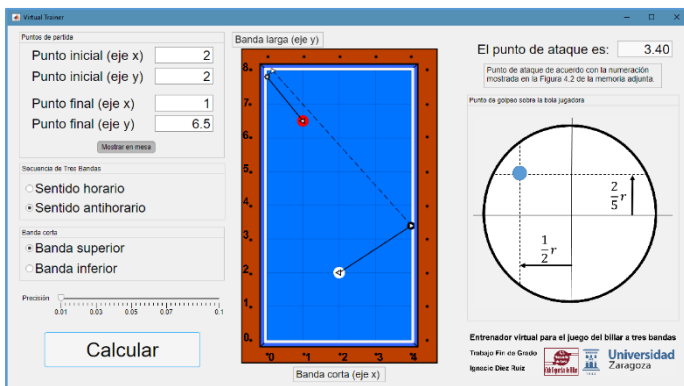 Virtual Trainer
Puntos de partida
Punto inicial (eje x) 2
Punto inicial (eje y) 2
Punto final (eje x) 1
Punto final (eje y) 6.5
Mostrar en mesa
Secuencia de Tres Bandas
Sentido horario
Sentido antihorario
Banda corta
Banda superior
Banda inferior
Precisión
0.01 0.03 0.05 0.07 0.1
Calcular
Banda larga (eje y)
8
7
6
5
4
3
2
1
0
0 1 2 3 4
Banda corta (eje x)
El punto de ataque es: 3.40
Punto de ataque de acuerdo con la numeración
mostrada en la Figura 4.2 de la memoria adjunta.
Punto de golpeo sobre la bola jugadora
2/5 r
1/2 r
Entrenador virtual para el juego del billar a tres bandas
Trabajo Fin de Grado
Ignacio Diez Ruiz
Universidad
Zaragoza